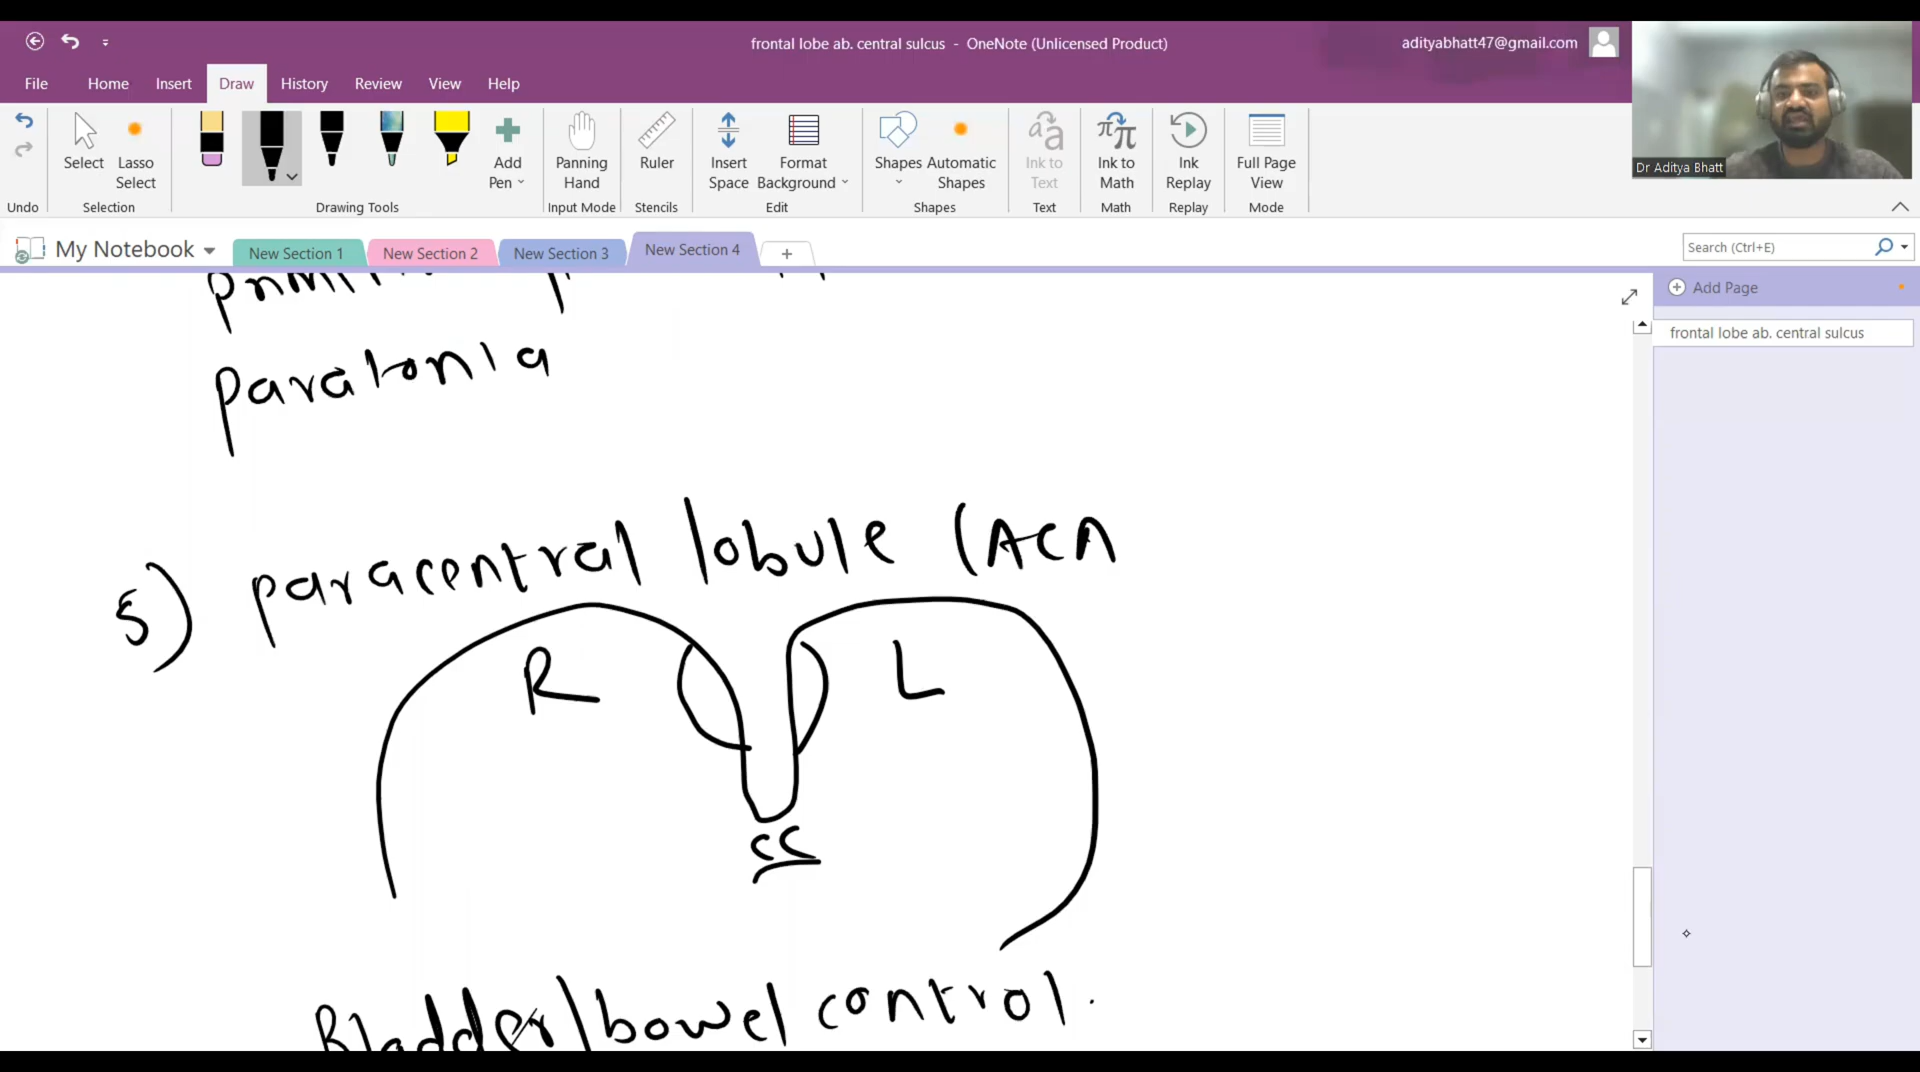 frontal lobe ab. central sulcus - OneNote (Unlicensed Product)
adityabhatt47@gmail.com
File Home Insert Draw History Review View Help
Select
Lasso Select
Add Pen
Panning Hand
Ruler
Insert Space
Format Background
Shapes
Automatic Shapes
Ink to Text
Ink to Math
Ink Replay
Full Page View
Dr Aditya Bhatt
Undo Selection Drawing Tools Input Mode Stencils Edit Shapes Text Math Replay Mode
My Notebook New Section 1 New Section 2 New Section 3 New Section 4
Search (Ctrl+E)
Add Page
frontal lobe ab. central sulcus
paratonia
5) paracentral lobule (ACA
R L
CC
Bladder/bowel control.